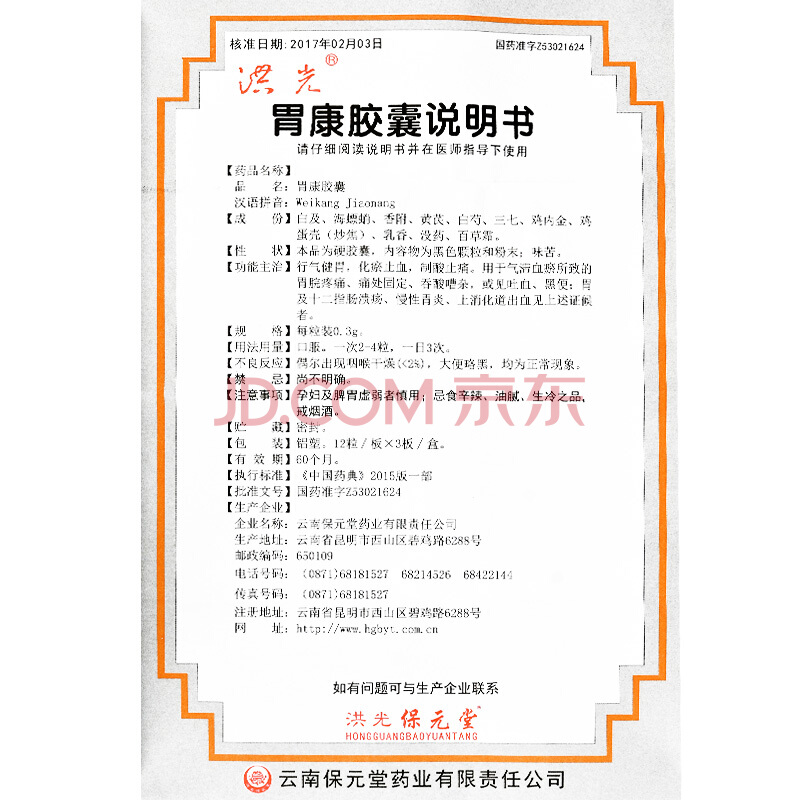 核准日期:2017年02月03日
国药准字Z53021624
洪光®
胃康胶囊说明书
请仔细阅读说明书并在医师指导下使用
【药品名称】
品 名：胃康胶囊
汉语拼音：Weikang Jiaonang
【成 份】白及、海螵蛸、香附、黄芪、白芍、三七、鸡内金、鸡
蛋壳（炒焦）、乳香、没药、百草霜。
【性 状】本品为硬胶囊，内容物为黑色颗粒和粉末；味苦。
【功能主治】行气健胃，化瘀止血，制酸止痛。用于气滞血瘀所致的
胃脘疼痛、痛处固定、吞酸嘈杂，或见吐血、黑便；胃
及十二指肠溃疡、慢性胃炎、上消化道出血见上述证候
者。
【规 格】每粒装0.3g。
【用法用量】口服。一次2-4粒，一日3次。
【不良反应】偶尔出现咽喉干燥(<2%)，大便略黑，均为正常现象。
【禁 忌】尚不明确。
【注意事项】孕妇及脾胃虚弱者慎用；忌食辛辣、油腻、生冷之品，
戒烟酒。
JD.COM 京东
【贮 藏】密封。
【包 装】铝塑。12粒／板×3板／盒。
【有 效 期】60个月。
【执行标准】《中国药典》2015版一部
【批准文号】国药准字Z53021624
【生产企业】
企业名称：云南保元堂药业有限责任公司
生产地址：云南省昆明市西山区碧鸡路6288号
邮政编码：650109
电话号码：（0871)68181527 68214526 68422144
传真号码：（0871)68181527
注册地址：云南省昆明市西山区碧鸡路6288号
网 址：http://www.hgbyt.com.cn
如有问题可与生产企业联系
洪光保元堂
HONGGUANGBAOYUANTANG
云南保元堂药业有限责任公司